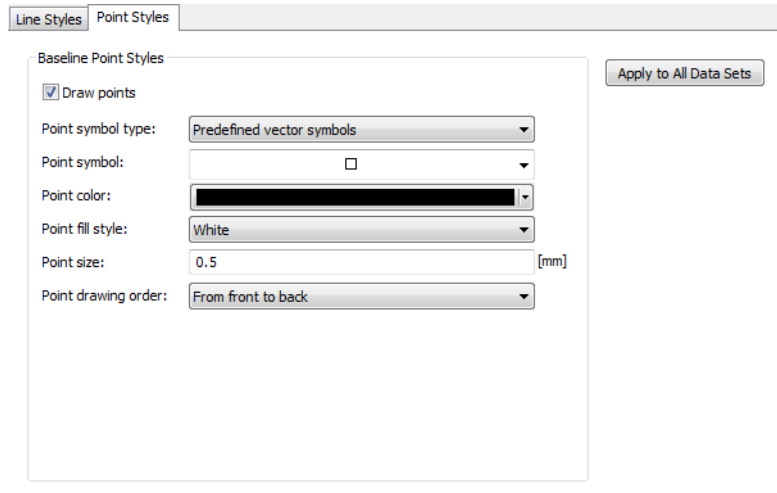 Line Styles Point Styles
Baseline Point Styles
Apply to All Data Sets
Draw points
Point symbol type: Predefined vector symbols
Point symbol:
Point color:
Point fill style: White
Point size: 0.5 [mm]
Point drawing order: From front to back